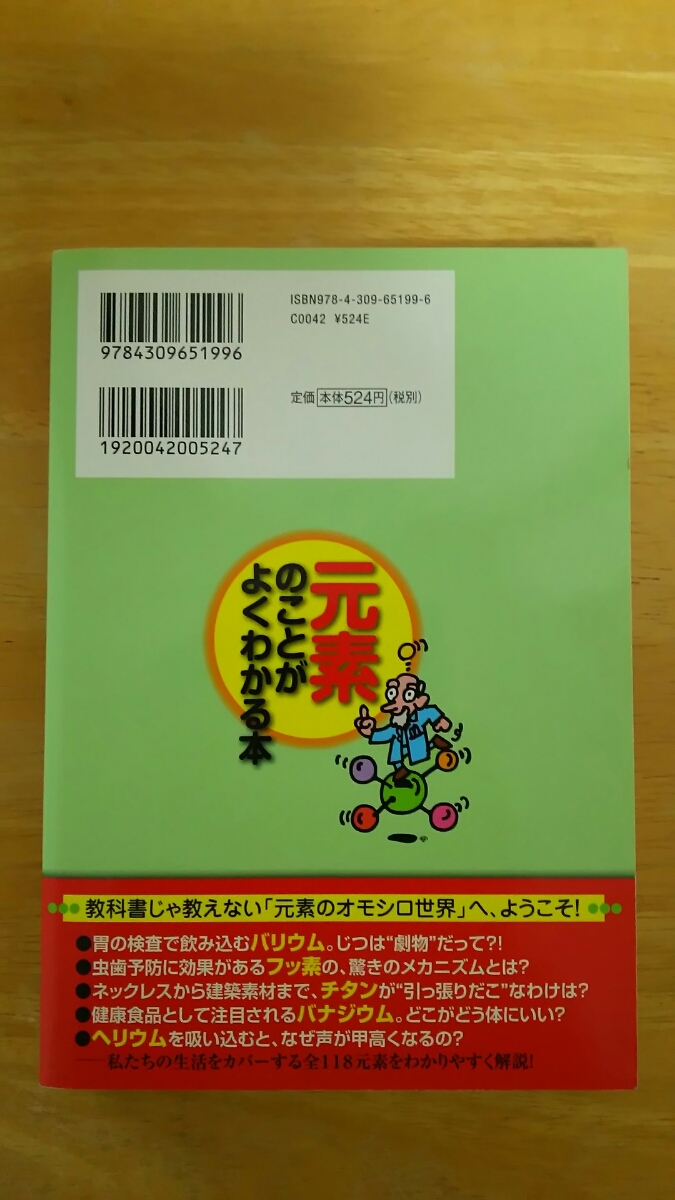 ISBN978-4-309-65199-6
C0042 ¥524E
9784309651996
定価 本体524円(税別)
1920042005247
元素
のことが
よくわかる本
教科書じゃ教えない「元素のオモシロ世界」へ、ようこそ!
●胃の検査で飲み込むバリウム。じつは“劇物”だって?!
●虫歯予防に効果があるフッ素の、驚きのメカニズムとは?
●ネックレスから建築素材まで、チタンが“引っ張りだこ”なわけは?
●健康食品として注目されるバナジウム。どこがどう体にいい?
●ヘリウムを吸い込むと、なぜ声が甲高くなるの?
──私たちの生活をカバーする全118元素をわかりやすく解説!